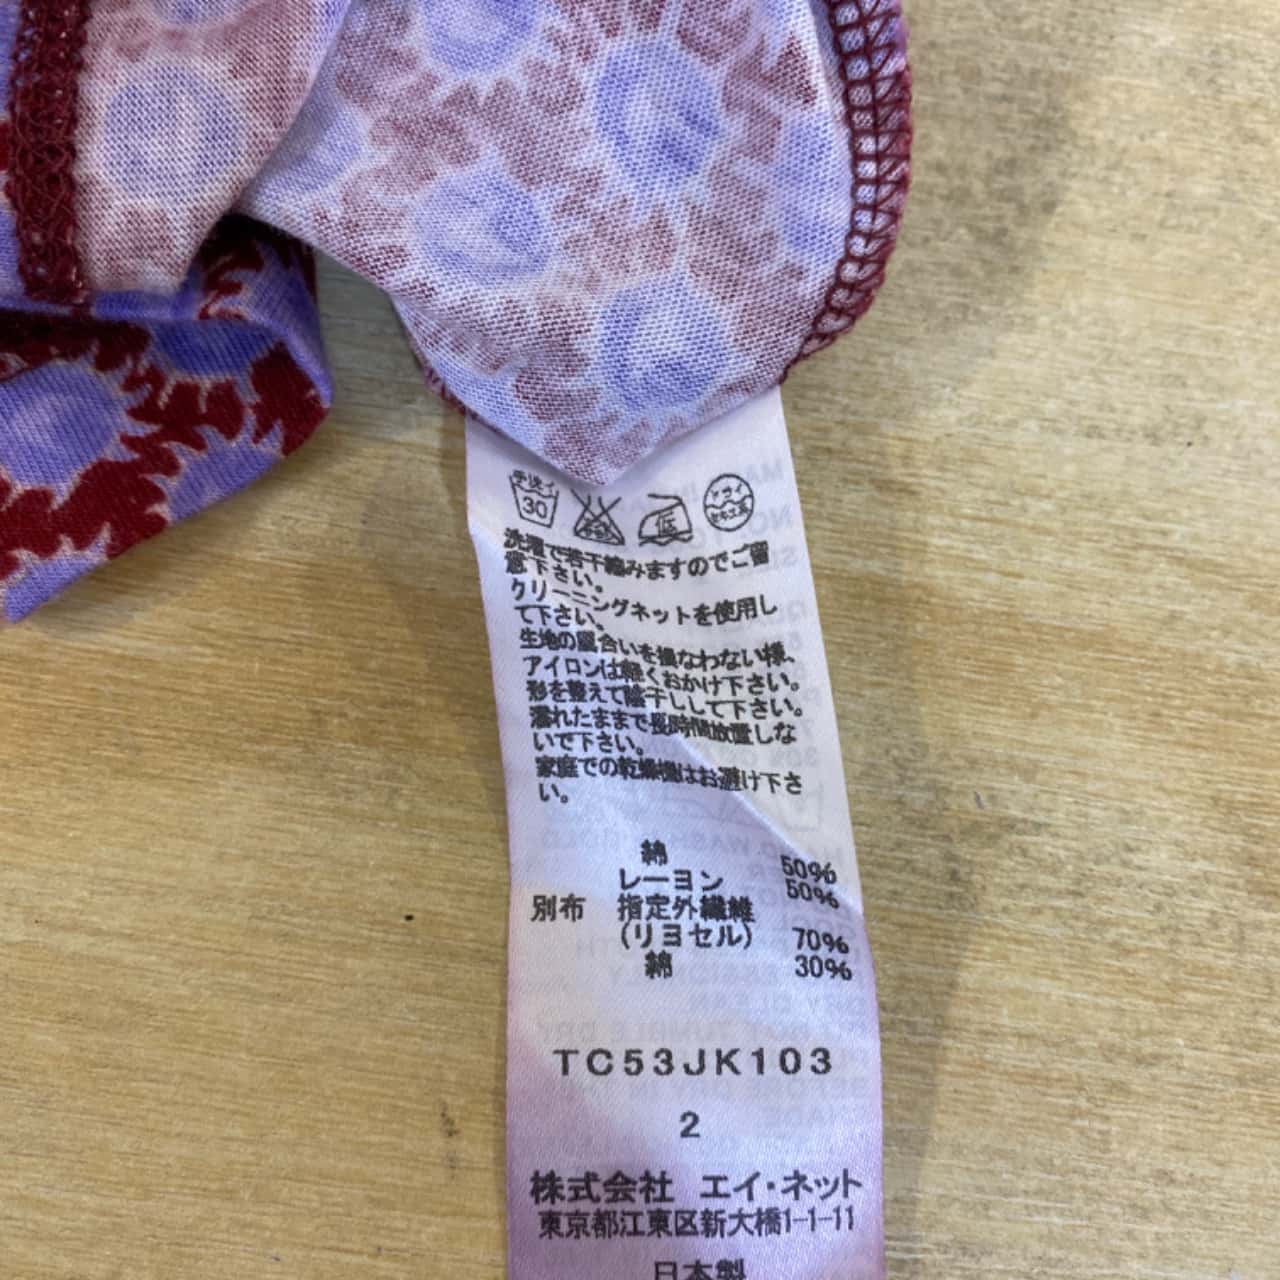 手洗イ
30
低
洗濯で若干縮みますのでご留
意下さい。
クリーニングネットを使用し
て下さい。
生地の風合いを損なわない様、
アイロンは軽くおかけ下さい。
形を整えて陰干しして下さい。
濡れたままで長時間放置しな
いで下さい。
家庭での乾燥機はお避け下さ
い。
綿 50%
レーヨン 50%
別布 指定外繊維
(リヨセル) 70%
綿 30%
TC53JK103
2
株式会社 エイ・ネット
東京都江東区新大橋1-1-11
日本製